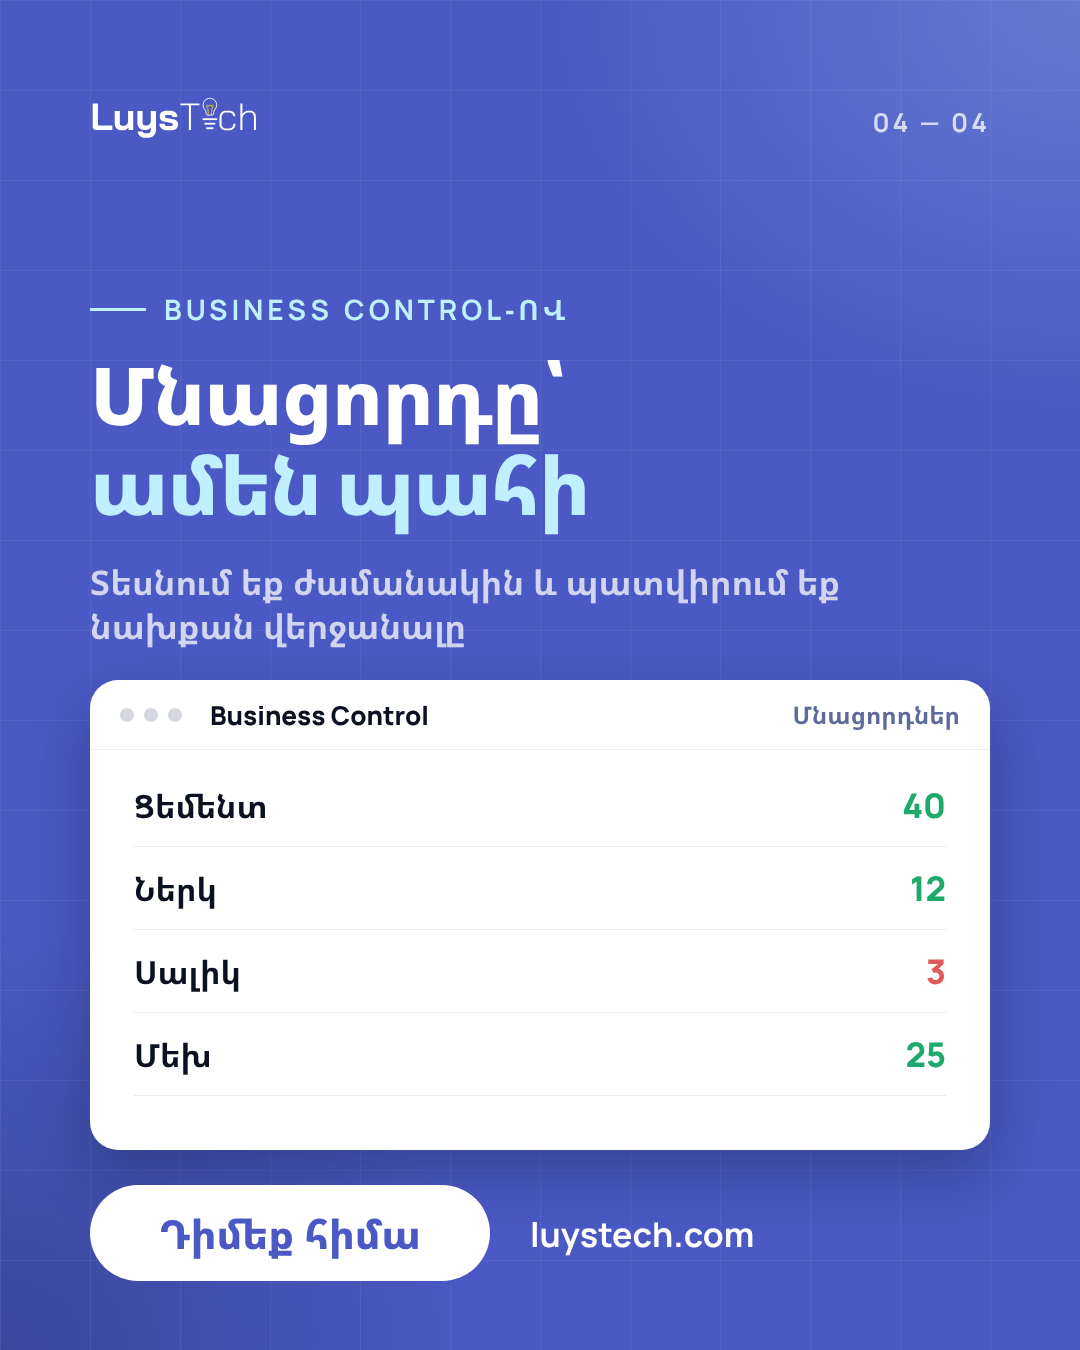 LuysTech
04 — 04
BUSINESS CONTROL-ՈՎ
Մնացորդը՝
ամեն պահի
Տեսնում եք ժամանակին և պատվիրում եք
նախքան վերջանալը
Business Control
Մնացորդներ
Ցեմենտ 40
Ներկ 12
Սալիկ 3
Մեխ 25
Դիմեք հիմա
luystech.com